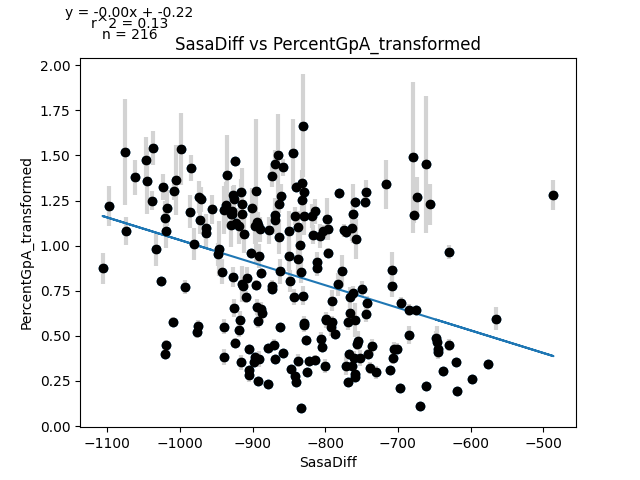 y = -0.00x + -0.22
r^2 = 0.13
n = 216
SasaDiff vs PercentGpA_transformed
2.00
1.75
1.50
1.25
1.00
0.75
0.50
0.25
0.00
PercentGpA_transformed
−1100 −1000 −900 −800 −700 −600 −500
SasaDiff